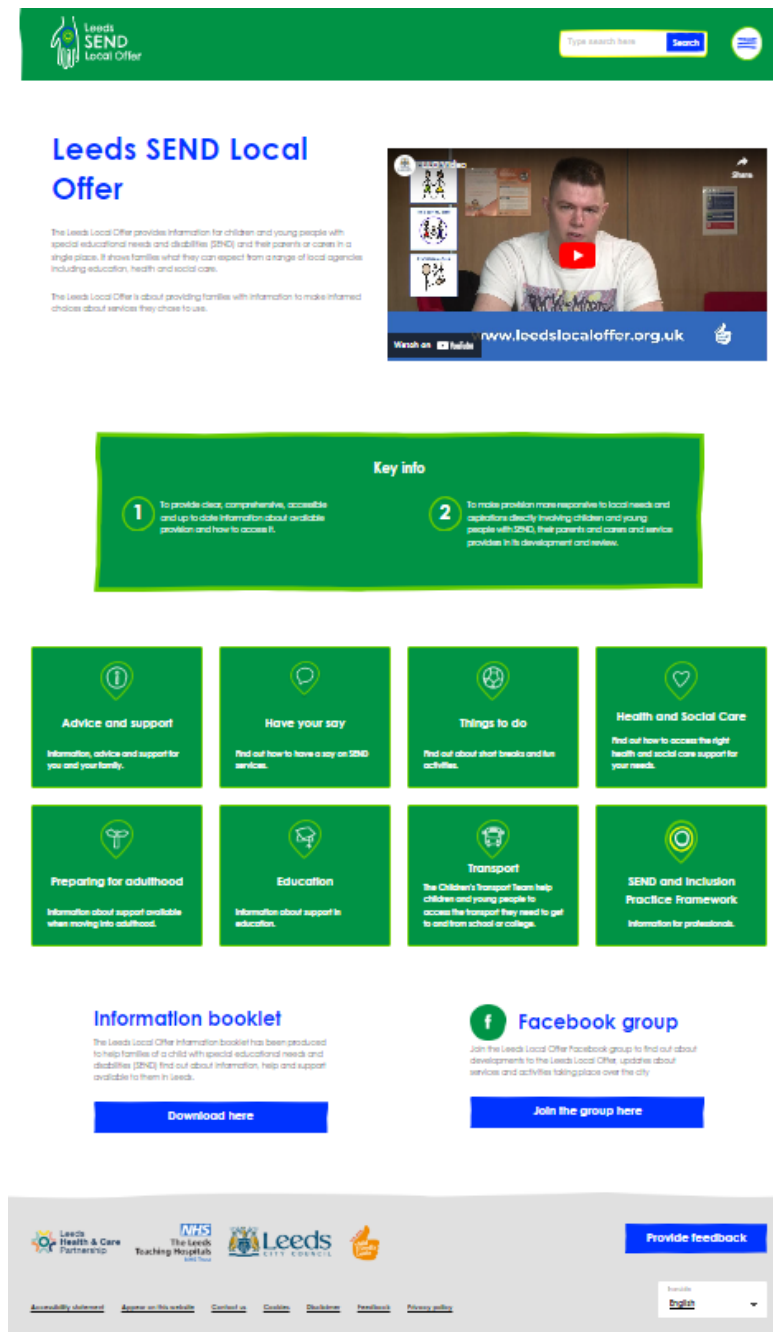 Leeds
SEND
Local Offer
Type search here
Search
Leeds SEND Local
Offer
The Leeds Local Offer provides information for children and young people with
special educational needs and disabilities (SEND) and their parents or carers in a
single place. It shows families what they can expect from a range of local agencies
including education, health and social care.
The Leeds Local Offer is about providing families with information to make informed
choices about services they chose to use.
Share
Watch on YouTube
www.leedslocaloffer.org.uk
Key info
1
To provide clear, comprehensive, accessible
and up to date information about available
provision and how to access it.
2
To make provision more responsive to local needs and
aspirations directly involving children and young
people with SEND, their parents and carers and service
providers in its development and review.
Advice and support
Information, advice and support for
you and your family.
Have your say
Find out how to have a say on SEND
services.
Things to do
Find out about short breaks and fun
activities.
Health and Social Care
Find out how to access the right
health and social care support for
your needs.
Preparing for adulthood
Information about support available
when moving into adulthood.
Education
Information about support in
education.
Transport
The Children's Transport Team help
children and young people to
access the transport they need to get
to and from school or college.
SEND and Inclusion
Practice Framework
Information for professionals.
Information booklet
The Leeds Local Offer information booklet has been produced
to help families of a child with special educational needs and
disabilities (SEND) find out about information, help and support
available to them in Leeds.
Download here
f
Facebook group
Join the Leeds Local Offer Facebook group to find out about
developments to the Leeds Local Offer, updates about
services and activities taking place over the city
Join the group here
Leeds
Health & Care
Partnership
NHS
The Leeds
Teaching Hospitals
NHS Trust
Leeds
CITY COUNCIL
Provide feedback
Accessibility statement
Appear on this website
Contact us
Cookies
Disclaimer
Feedback
Privacy policy
Translate
English